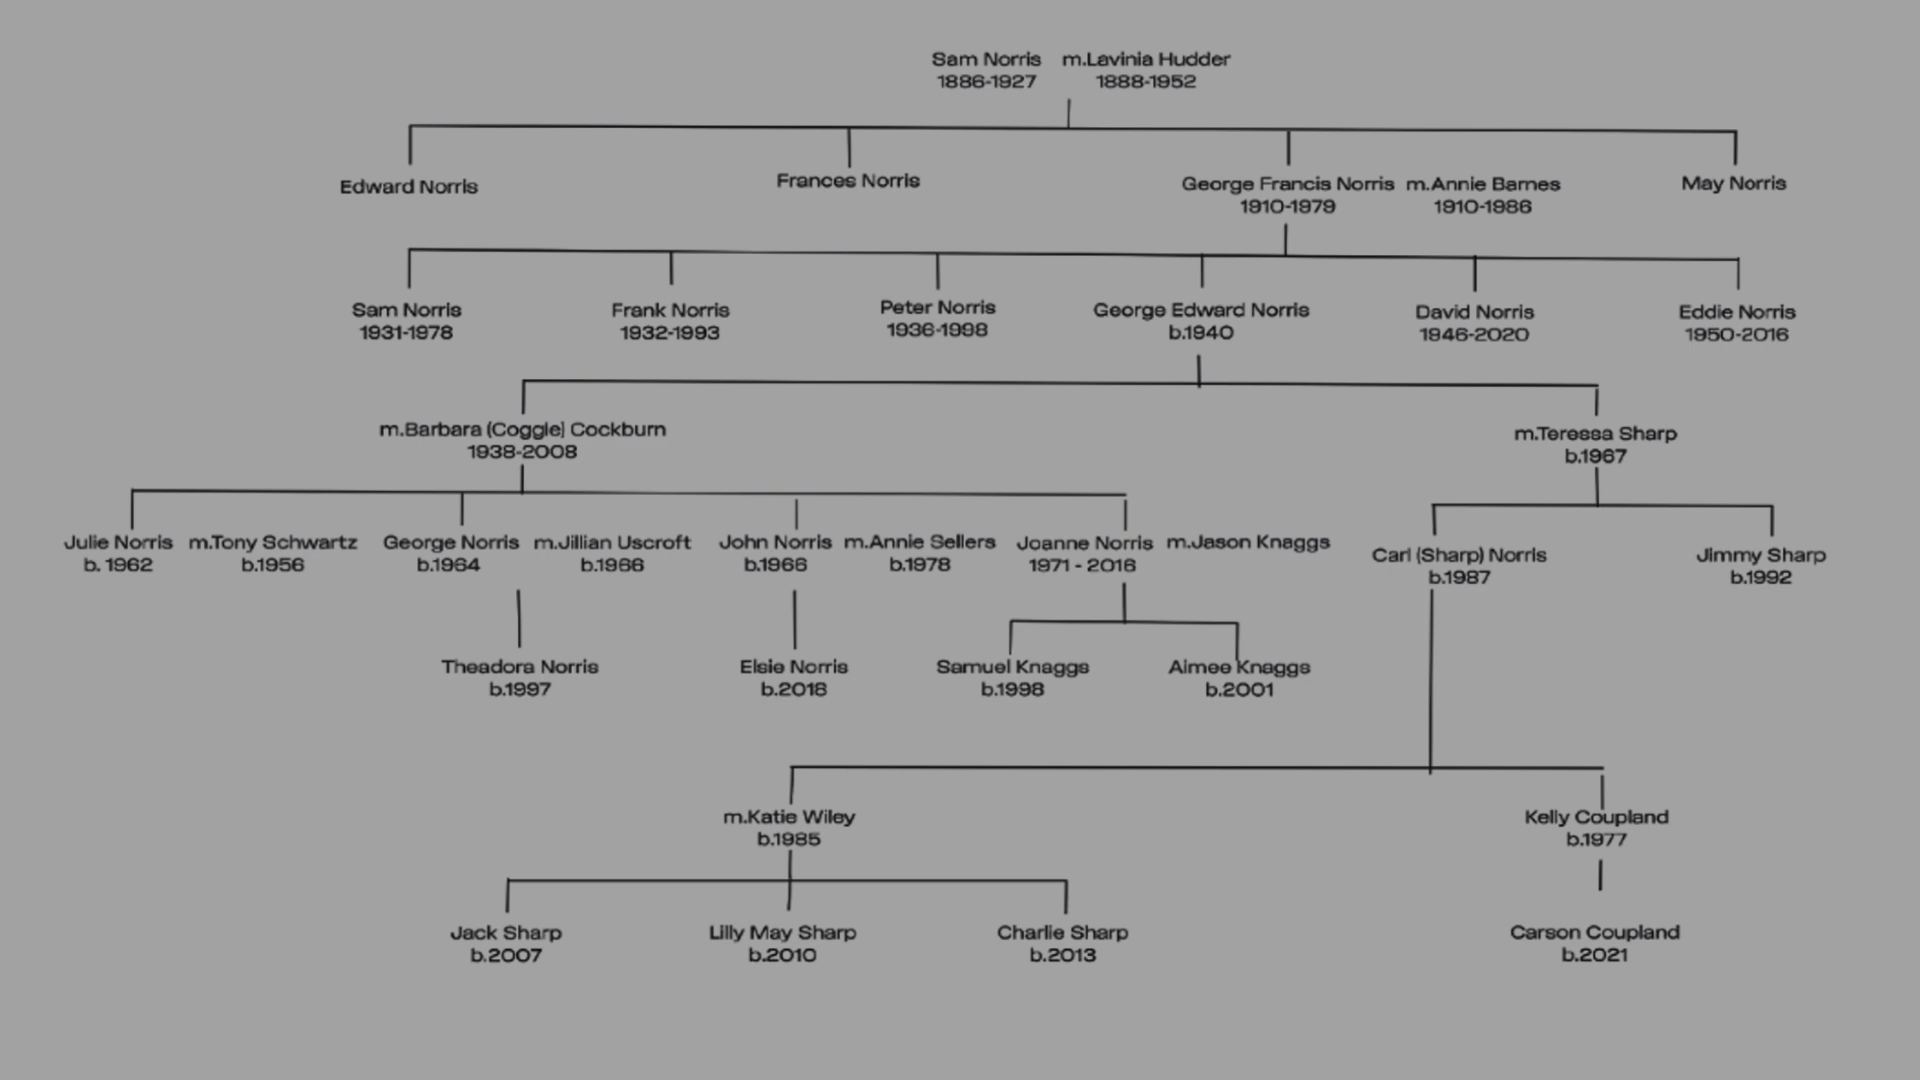 Sam Norris m.Lavinia Hudder
1886-1927 1888-1952
Edward Norris Frances Norris George Francis Norris m.Annie Barnes May Norris
1910-1979 1910-1986
Sam Norris Frank Norris Peter Norris George Edward Norris David Norris Eddie Norris
1931-1978 1932-1993 1936-1998 b.1940 1946-2020 1950-2016
m.Barbara (Coggle) Cockburn m.Teressa Sharp
1938-2008 b.1967
Julie Norris m.Tony Schwartz George Norris m.Jillian Uscroft John Norris m.Annie Sellers Joanne Norris m.Jason Knaggs Carl (Sharp) Norris Jimmy Sharp
b. 1962 b.1956 b.1964 b.1966 b.1966 b.1978 1971 - 2016 b.1987 b.1992
Theadora Norris Elsie Norris Samuel Knaggs Aimee Knaggs
b.1997 b.2018 b.1998 b.2001
m.Katie Wiley Kelly Coupland
b.1985 b.1977
Jack Sharp Lilly May Sharp Charlie Sharp Carson Coupland
b.2007 b.2010 b.2013 b.2021